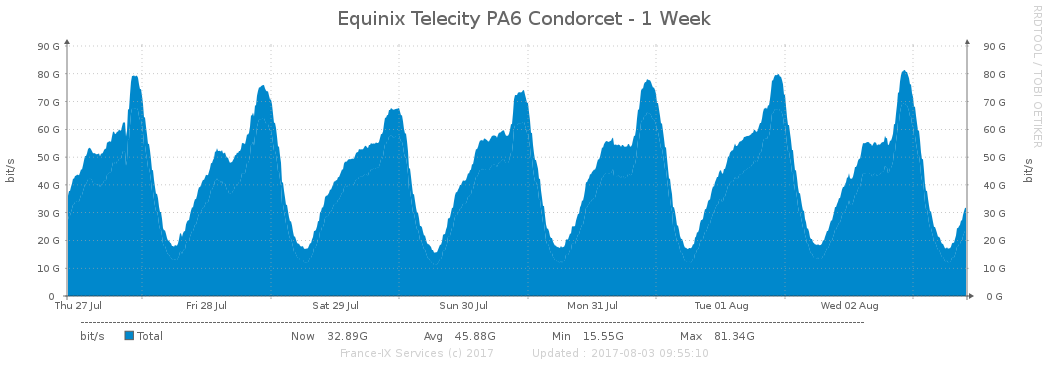 Equinix Telecity PA6 Condorcet - 1 Week
RRDTOOL / TOBI OETIKER
bit/s
90 G
80 G
70 G
60 G
50 G
40 G
30 G
20 G
10 G
0
90 G
80 G
70 G
60 G
50 G
40 G
30 G
20 G
10 G
0 G
bit/s
Thu 27 Jul Fri 28 Jul Sat 29 Jul Sun 30 Jul Mon 31 Jul Tue 01 Aug Wed 02 Aug
bit/s Total Now 32.89G Avg 45.88G Min 15.55G Max 81.34G
France-IX Services (c) 2017 Updated : 2017-08-03 09:55:10